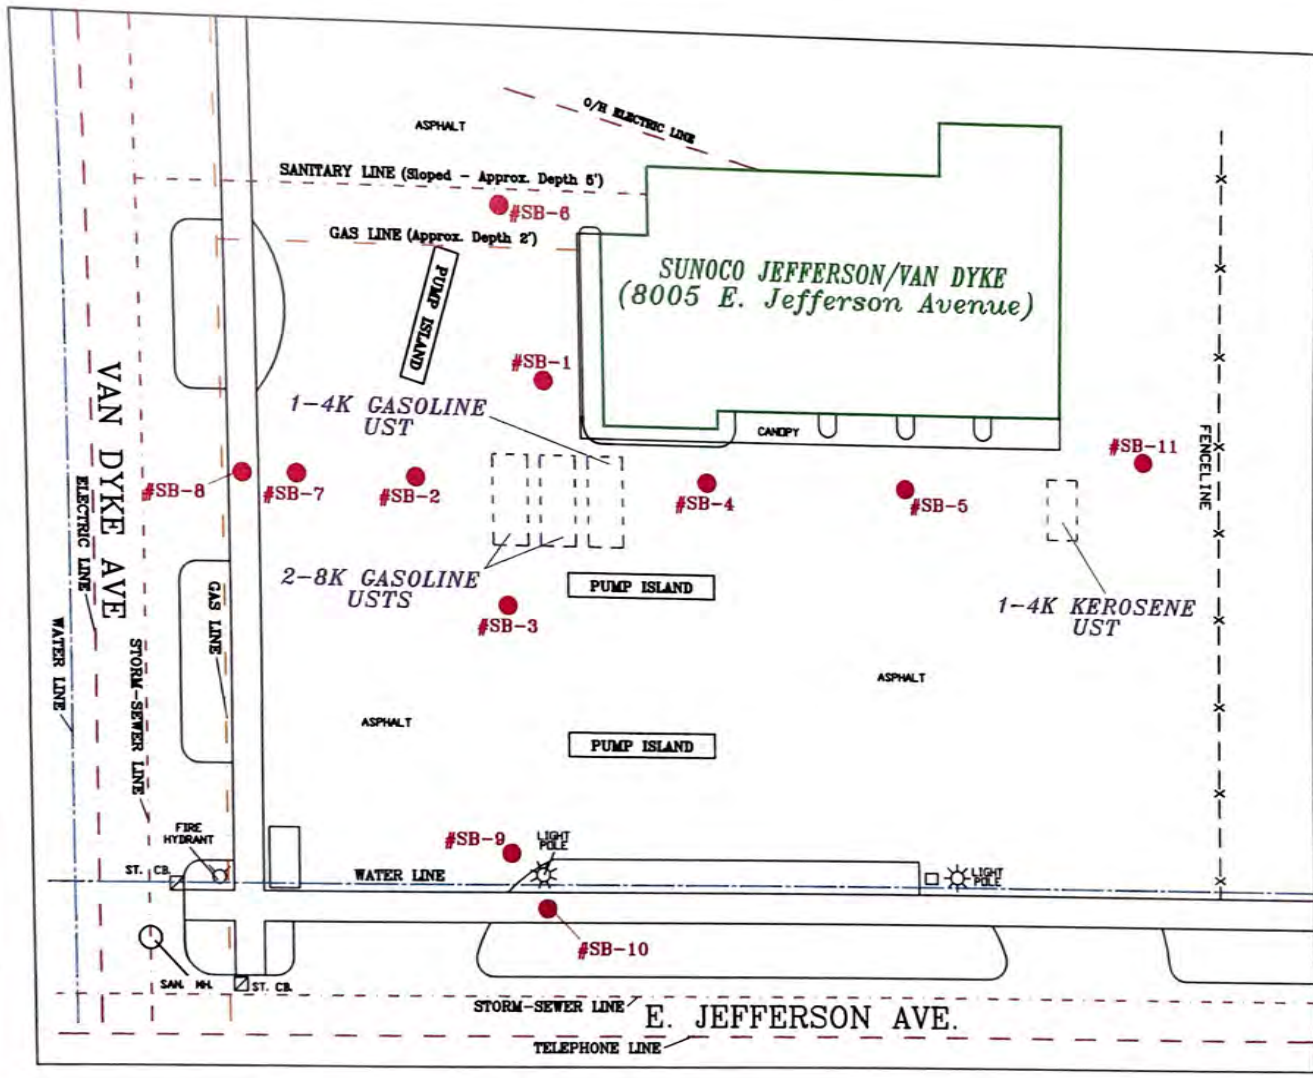 O/H ELECTRIC LINE
ASPHALT
SANITARY LINE (Sloped - Approx. Depth 5')
#SB-6
GAS LINE (Approx. Depth 2')
PUMP ISLAND
SUNOCO JEFFERSON/VAN DYKE
(8005 E. Jefferson Avenue)
#SB-1
1-4K GASOLINE
UST
CANOPY
FENCELINE
#SB-11
VAN DYKE AVE
ELECTRIC LINE
#SB-8
#SB-7
#SB-2
#SB-4
#SB-5
2-8K GASOLINE
USTS
GAS LINE
PUMP ISLAND
1-4K KEROSENE
UST
#SB-3
WATER LINE
STORM-SEWER LINE
ASPHALT
ASPHALT
PUMP ISLAND
FIRE
HYDRANT
#SB-9
LIGHT
POLE
ST. CB.
WATER LINE
LIGHT
POLE
#SB-10
SAN. MH.
ST. CB.
STORM-SEWER LINE
E. JEFFERSON AVE.
TELEPHONE LINE